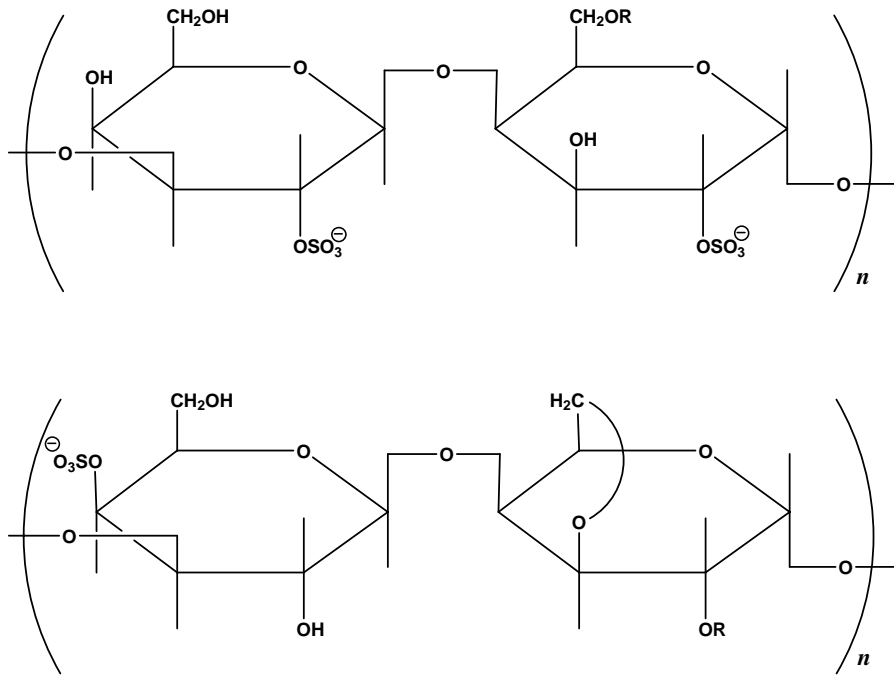 CH₂OH CH₂OR
OH O O O
O OH O
OSO₃⊖ OSO₃⊖
n
CH₂OH H₂C
⊖O₃SO O O O
O O O
OH OR
n